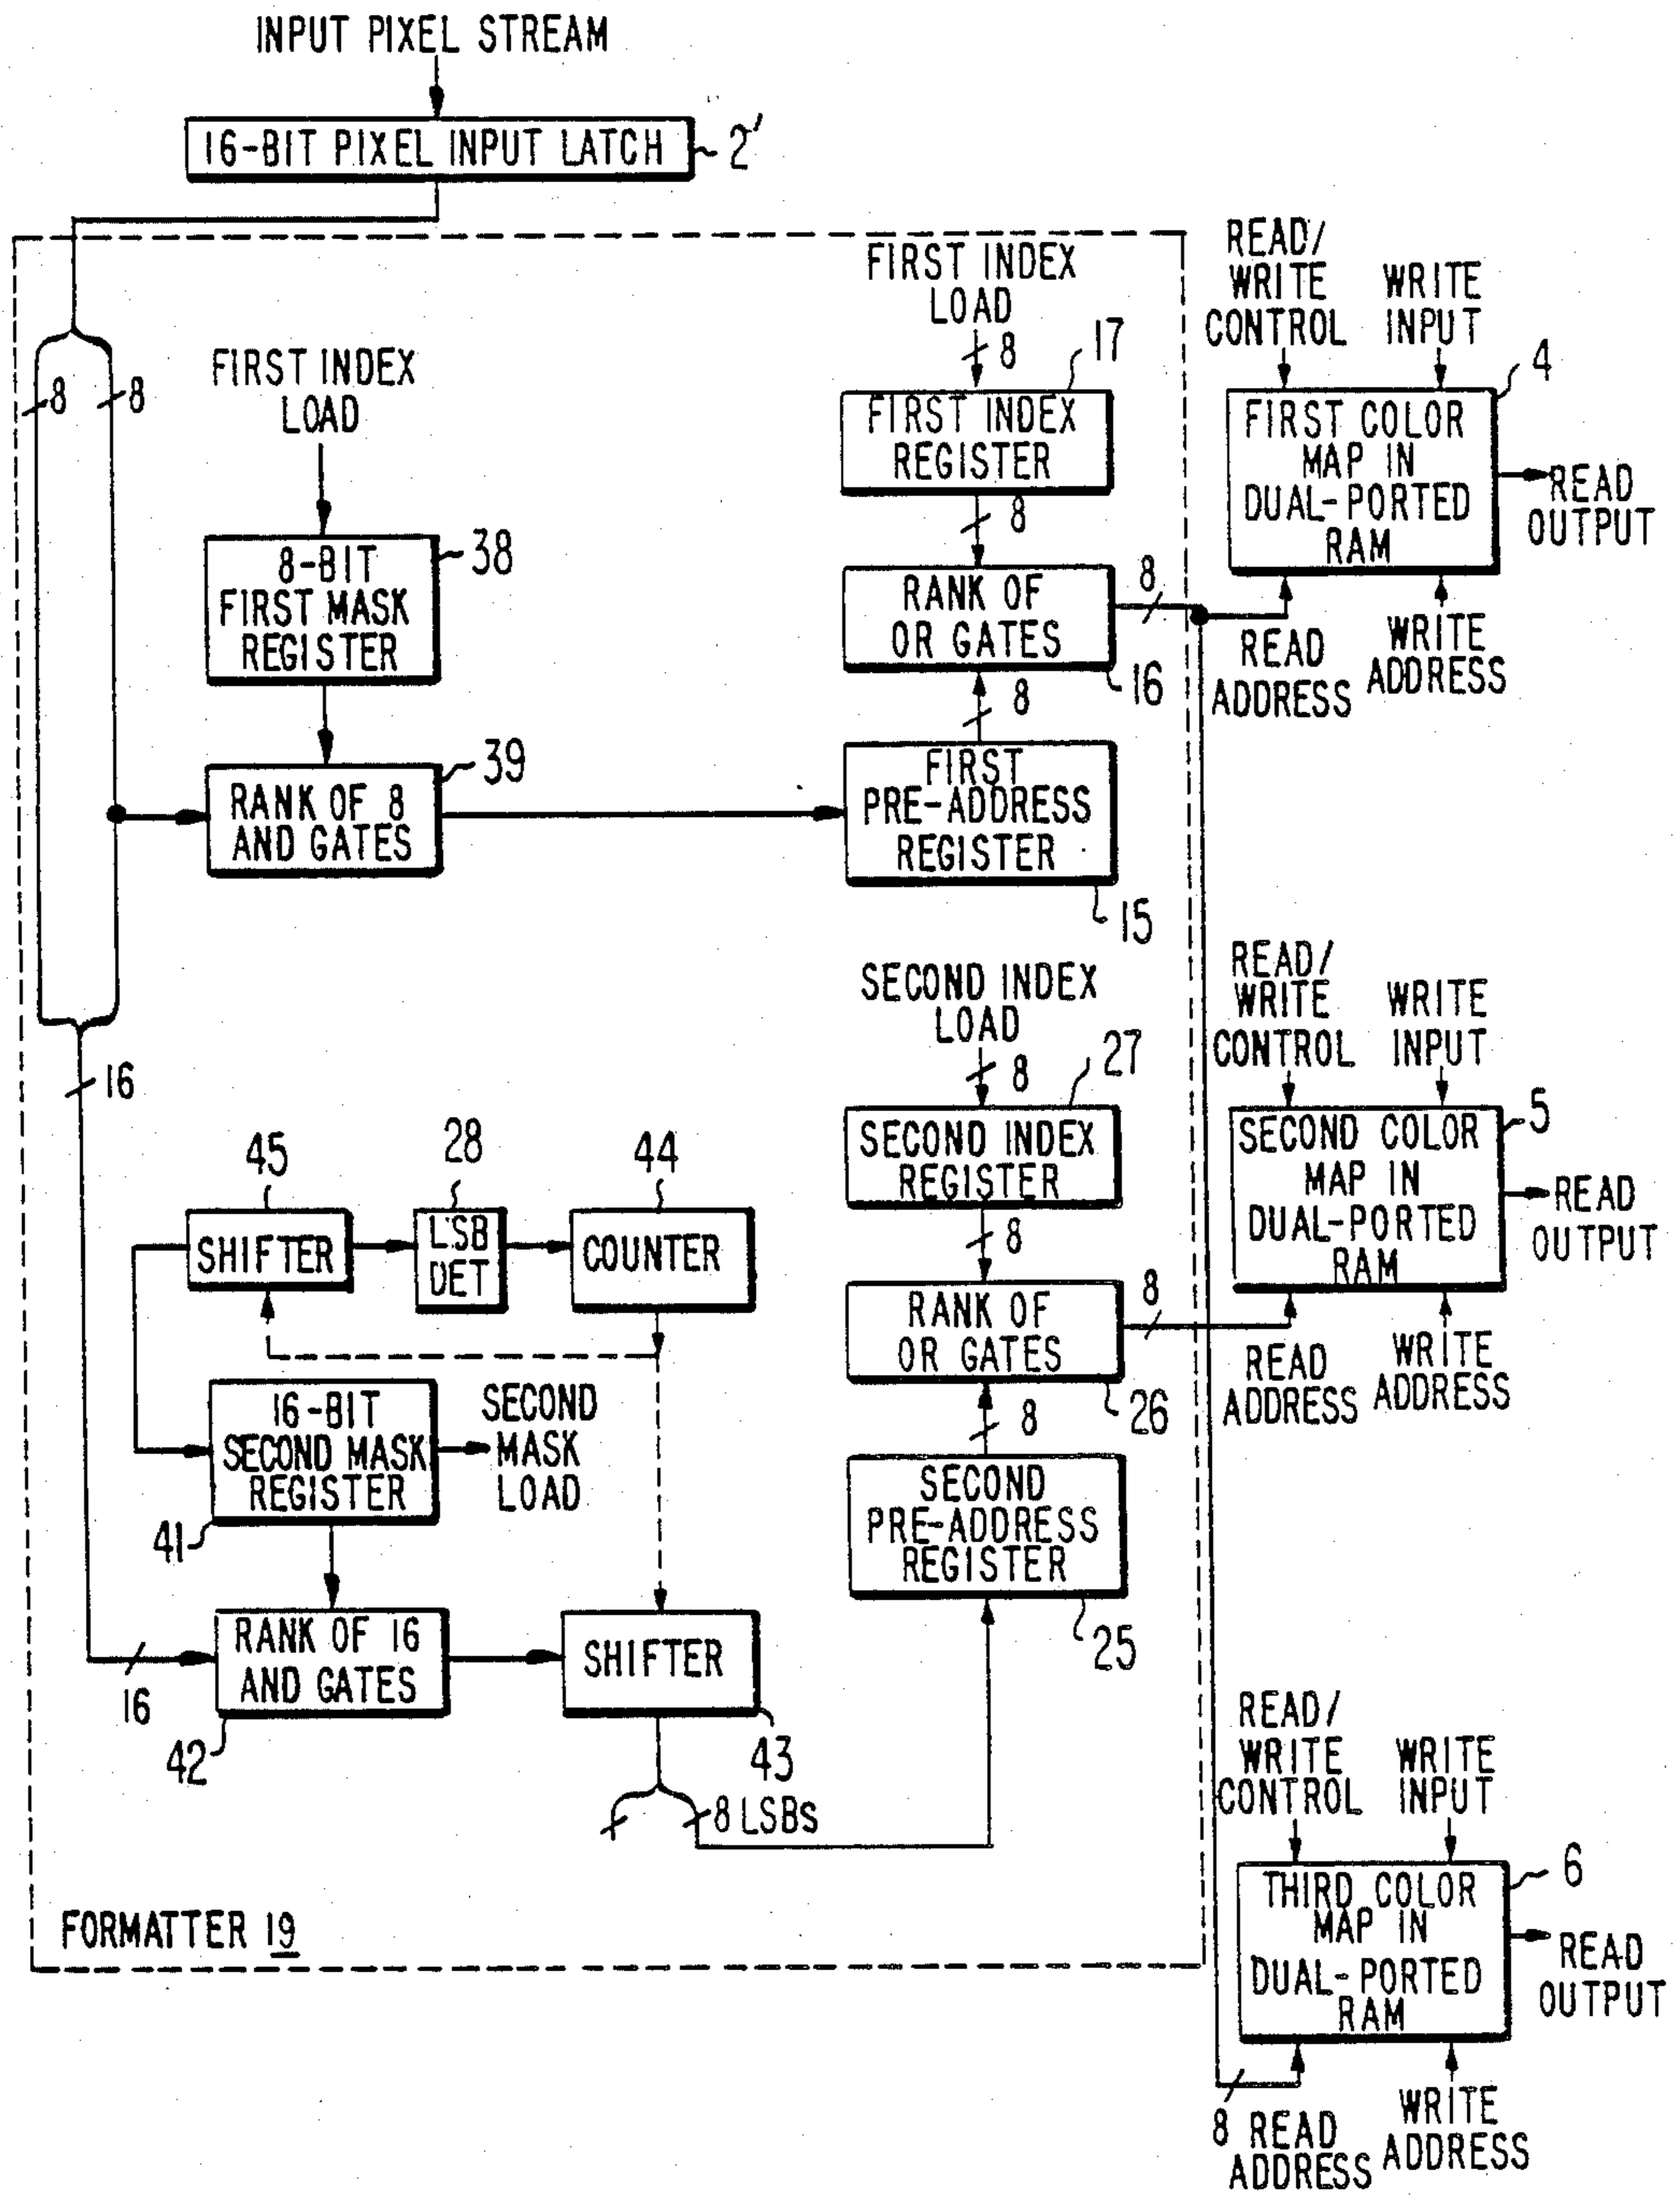 INPUT PIXEL STREAM
16-BIT PIXEL INPUT LATCH
2'
FIRST INDEX
LOAD
8
17
FIRST INDEX
REGISTER
8
RANK OF
OR GATES
8
16
8
FIRST
PRE-ADDRESS
REGISTER
15
READ/
WRITE
CONTROL
WRITE
INPUT
4
FIRST COLOR
MAP IN
DUAL-PORTED
RAM
READ
OUTPUT
READ
ADDRESS
WRITE
ADDRESS
8
8
FIRST INDEX
LOAD
8-BIT
FIRST MASK
REGISTER
38
RANK OF 8
AND GATES
39
16
SECOND INDEX
LOAD
8
27
SECOND INDEX
REGISTER
8
RANK OF
OR GATES
8
26
8
SECOND
PRE-ADDRESS
REGISTER
25
READ/
WRITE
CONTROL
WRITE
INPUT
5
SECOND COLOR
MAP IN
DUAL-PORTED
RAM
READ
OUTPUT
READ
ADDRESS
WRITE
ADDRESS
45
SHIFTER
28
LSB
DET
44
COUNTER
16-BIT
SECOND MASK
REGISTER
41
SECOND
MASK
LOAD
16
RANK OF 16
AND GATES
42
SHIFTER
43
8 LSBs
READ/
WRITE
CONTROL
WRITE
INPUT
6
THIRD COLOR
MAP IN
DUAL-PORTED
RAM
READ
OUTPUT
8 READ
ADDRESS
WRITE
ADDRESS
FORMATTER 19